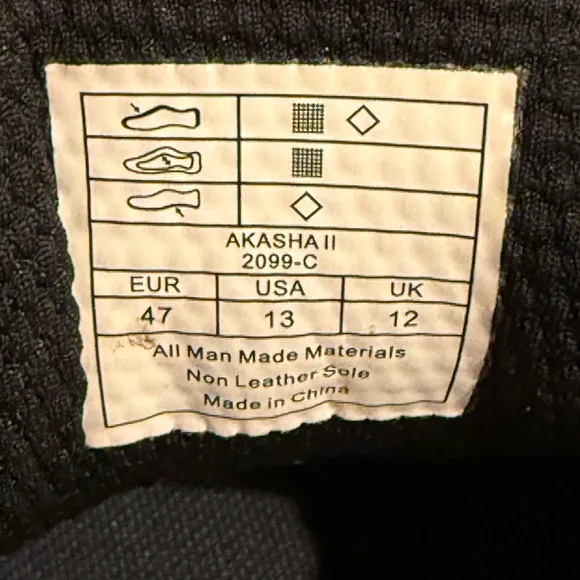 AKASHA II
2099-C
EUR USA UK
47 13 12
All Man Made Materials
Non Leather Sole
Made in China